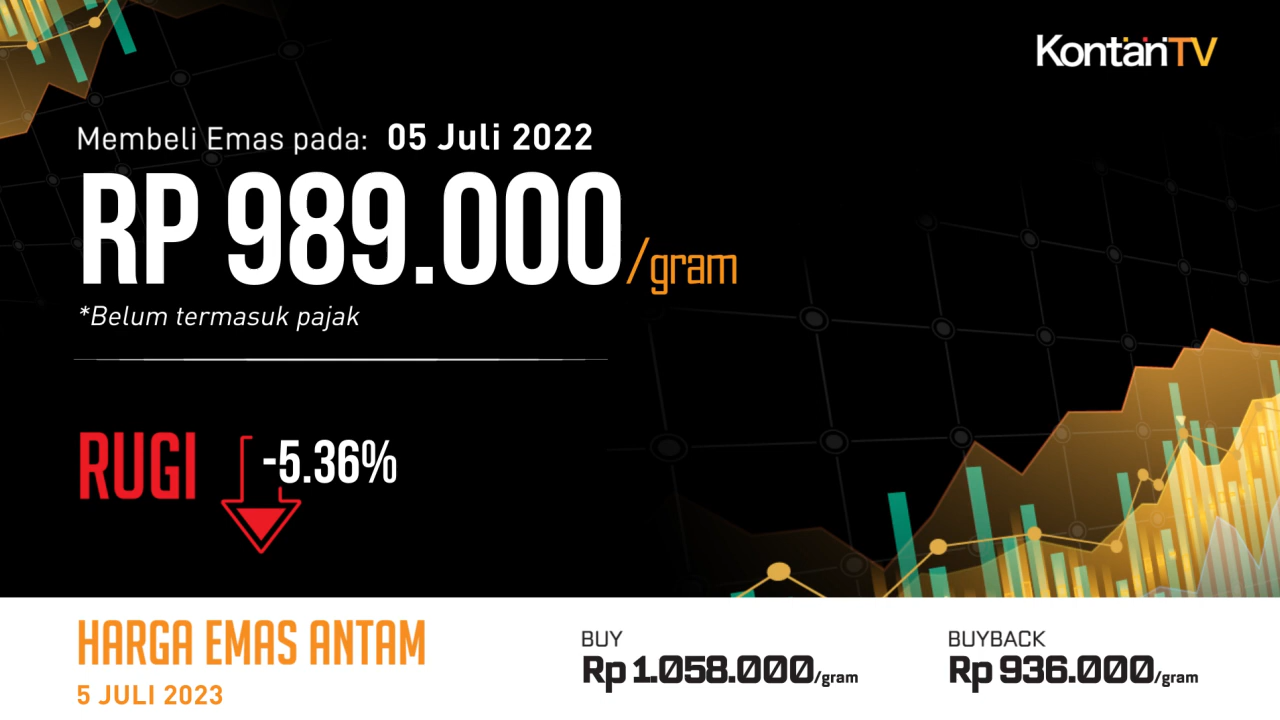 KontanTV
Membeli Emas pada: 05 Juli 2022
RP 989.000/gram
*Belum termasuk pajak
RUGI -5.36%
HARGA EMAS ANTAM
5 JULI 2023
BUY
Rp 1.058.000/gram
BUYBACK
Rp 936.000/gram